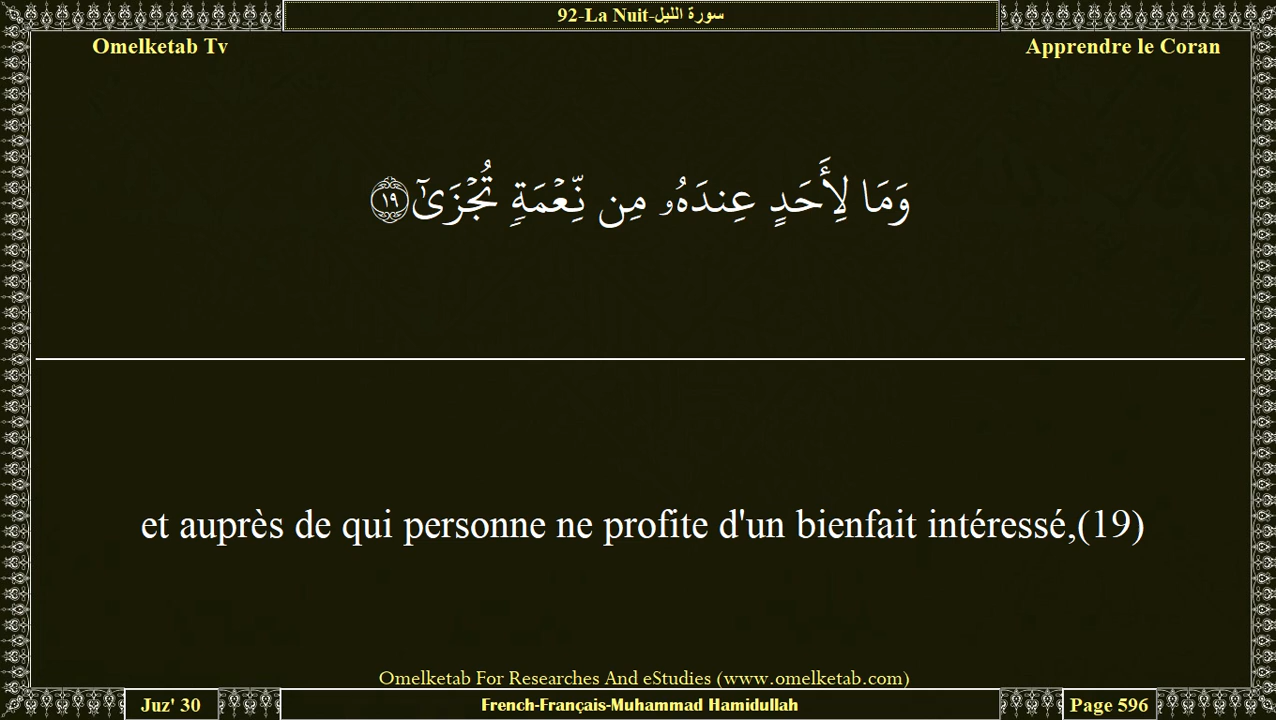 92-La Nuit-سورة الليل
Omelketab Tv
Apprendre le Coran
وَمَا لِأَحَدٍ عِندَهُۥ مِن نِّعْمَةٍۢ تُجْزَىٰٓ ١٩
et auprès de qui personne ne profite d'un bienfait intéressé,(19)
Omelketab For Researches And eStudies (www.omelketab.com)
Juz' 30
French-Français-Muhammad Hamidullah
Page 596